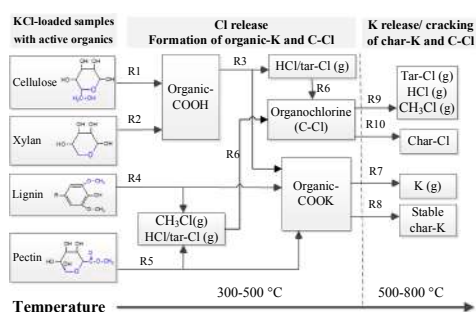 KCl-loaded samples
with active organics
Cl release
Formation of organic-K and C-Cl
K release/ cracking
of char-K and C-Cl
Cellulose
R1
Organic-
COOH
R3
HCl/tar-Cl (g)
R6
Tar-Cl (g)
HCl (g)
CH₃Cl (g)
R9
Xylan
R2
Organochlorine
(C-Cl)
R10
Char-Cl
R6
Lignin
R4
CH₃Cl(g)
HCl/tar-Cl (g)
Organic-
COOK
R7
K (g)
R8
Stable
char-K
Pectin
R5
300-500 °C
500-800 °C
Temperature